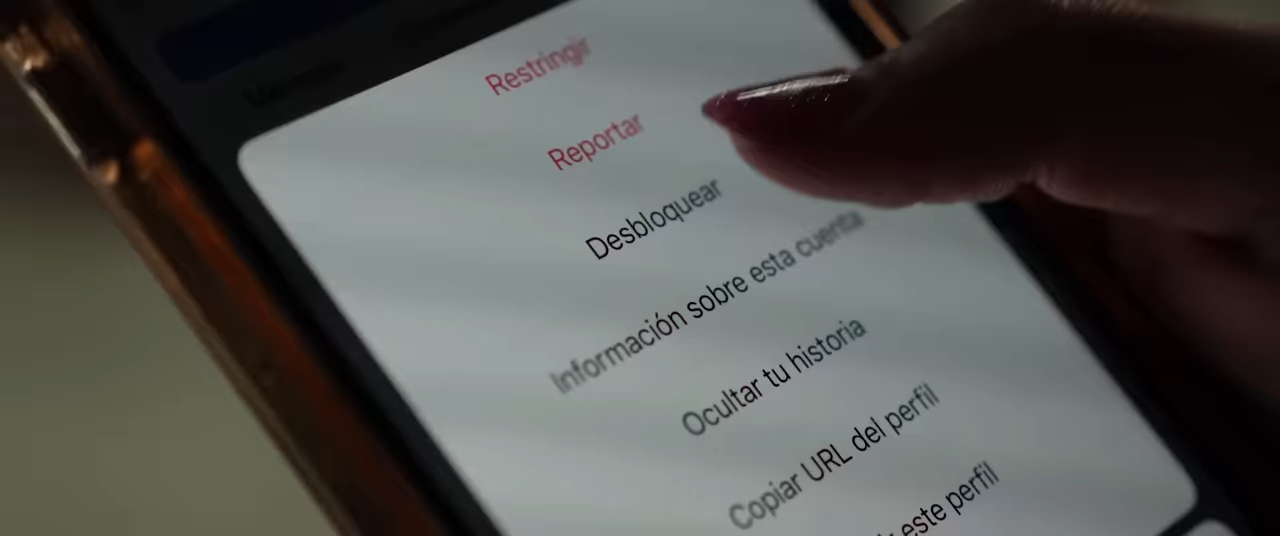 Restringir
Reportar
Desbloquear
Información sobre esta cuenta
Ocultar tu historia
Copiar URL del perfil
este perfil